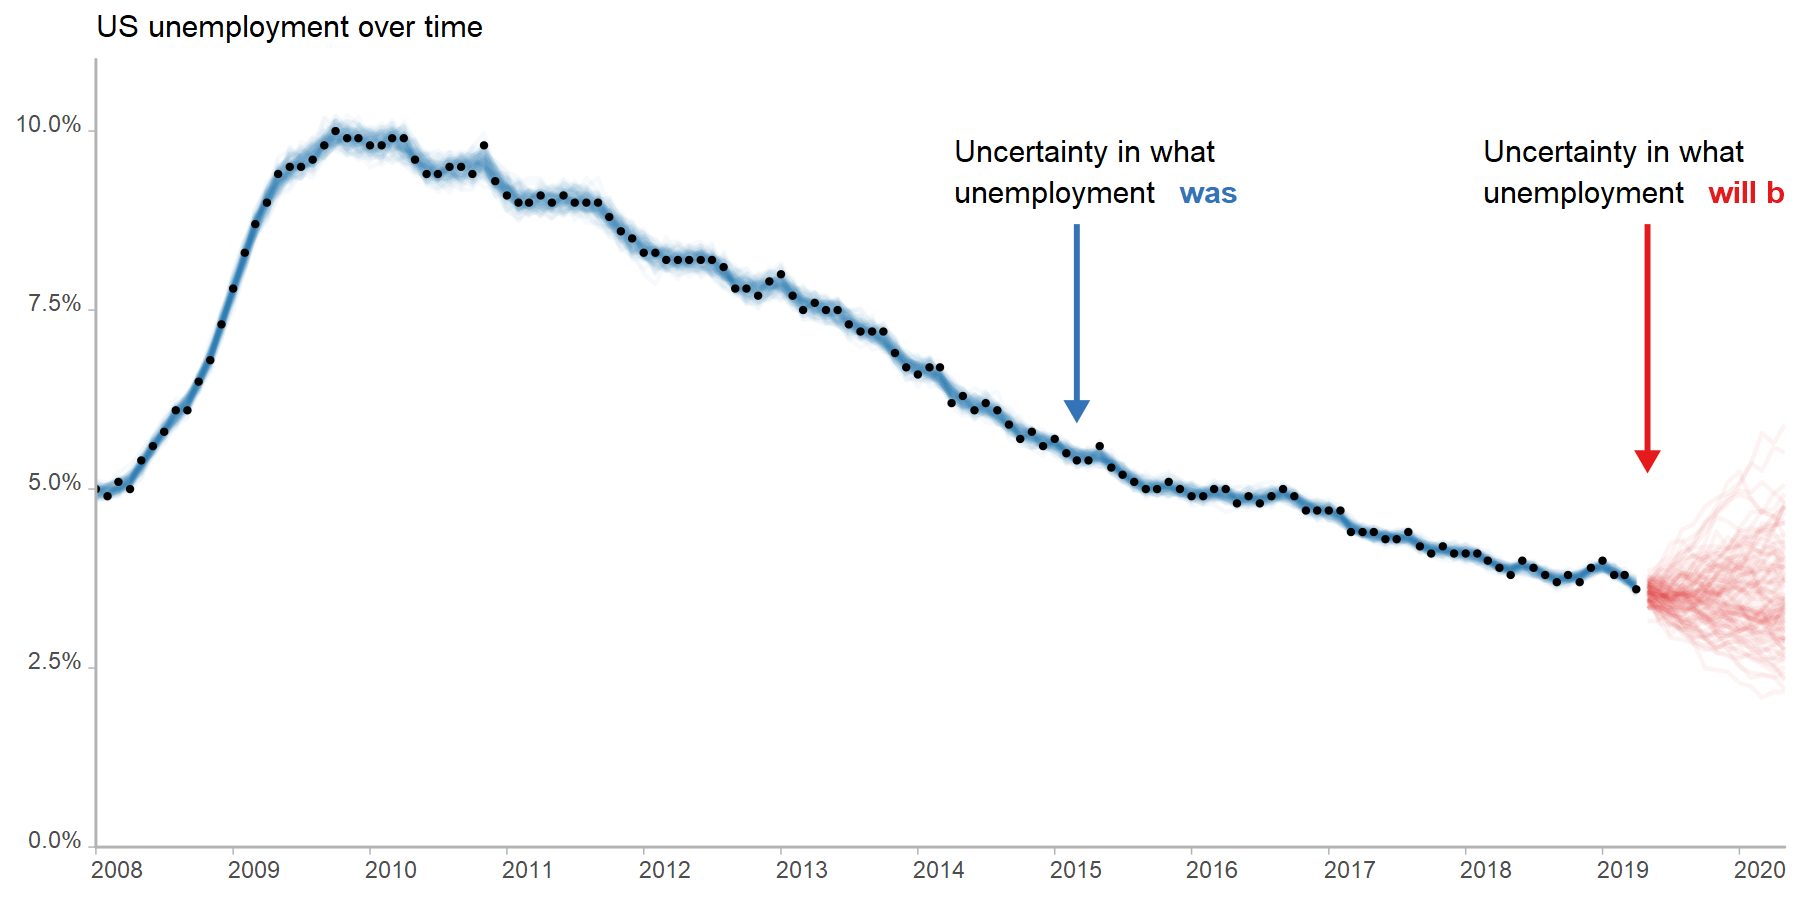 US unemployment over time
10.0%
7.5%
5.0%
2.5%
0.0%
Uncertainty in what
unemployment was
Uncertainty in what
unemployment will b
2008 2009 2010 2011 2012 2013 2014 2015 2016 2017 2018 2019 2020